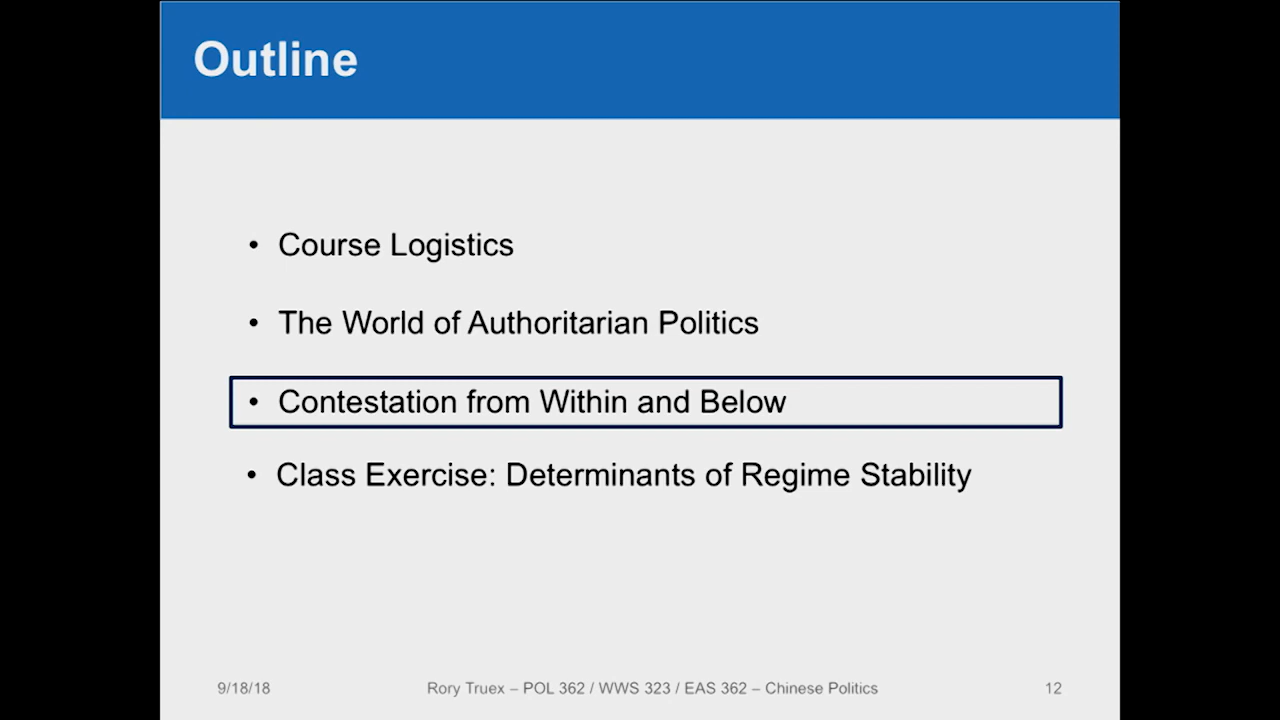 Outline
• Course Logistics
• The World of Authoritarian Politics
• Contestation from Within and Below
• Class Exercise: Determinants of Regime Stability
9/18/18 Rory Truex – POL 362 / WWS 323 / EAS 362 – Chinese Politics 12